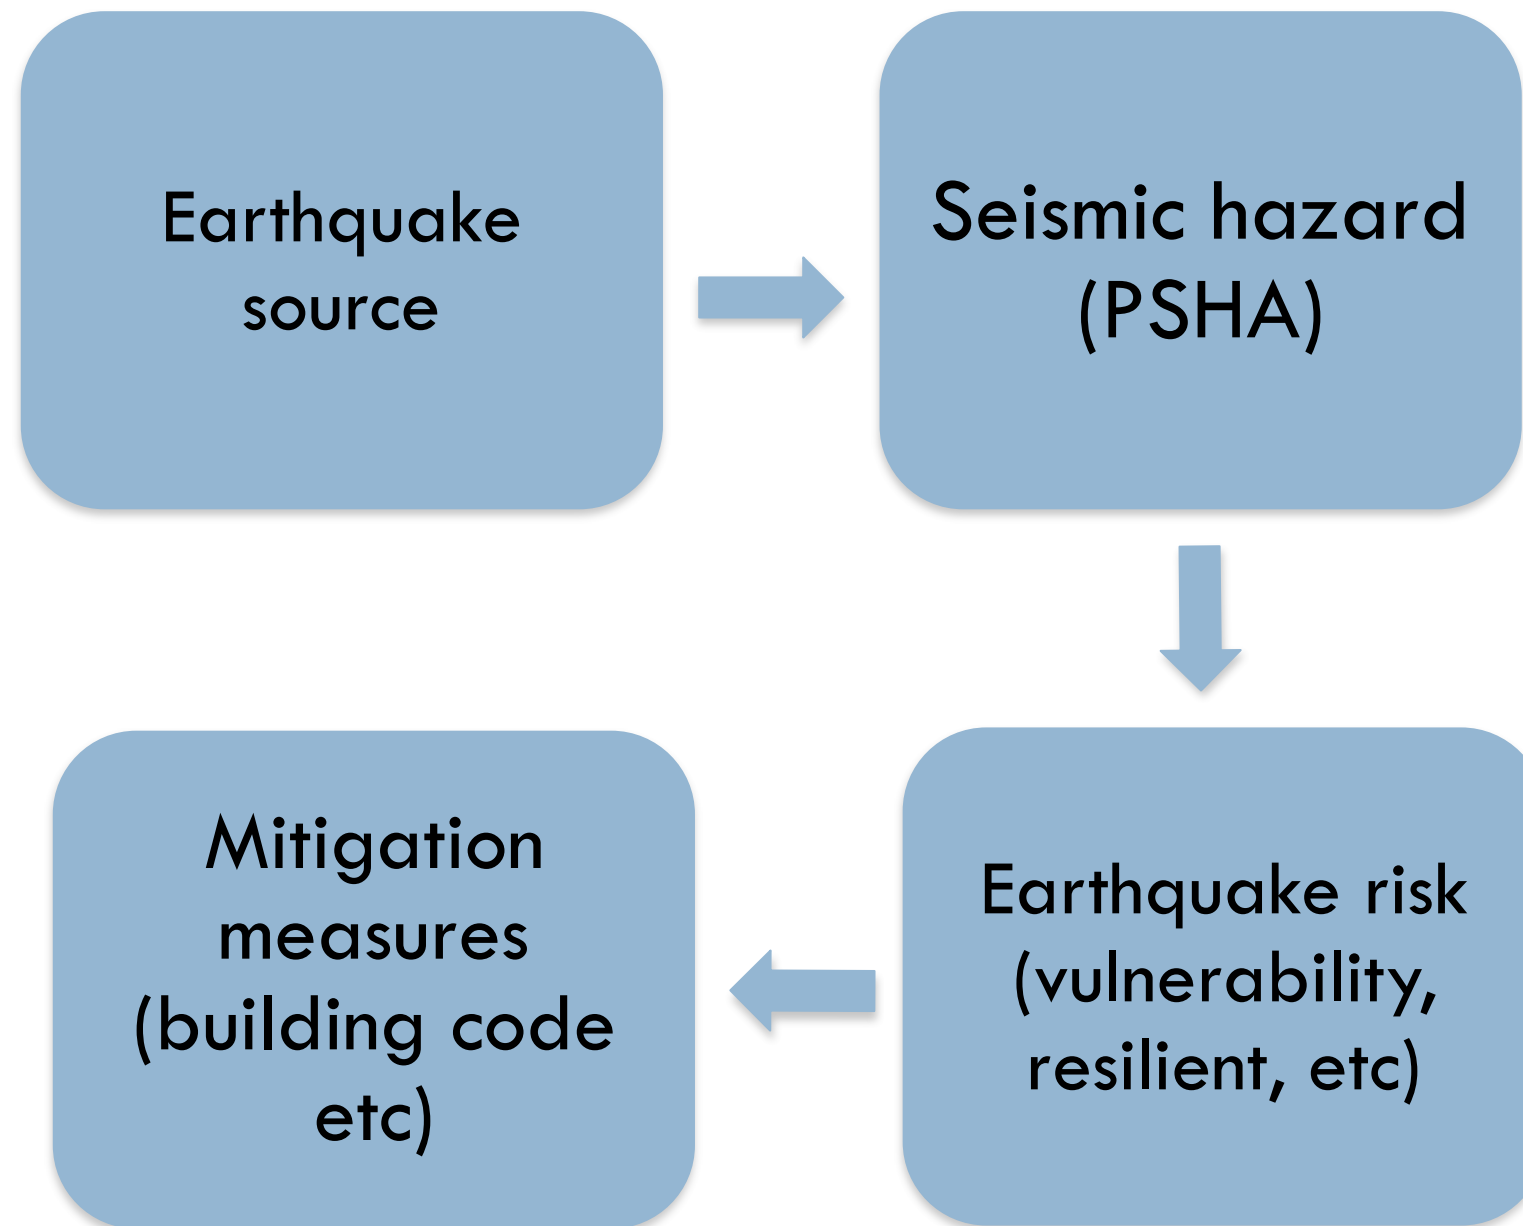 Earthquake
source
Seismic hazard
(PSHA)
Earthquake risk
(vulnerability,
resilient, etc)
Mitigation
measures
(building code
etc)